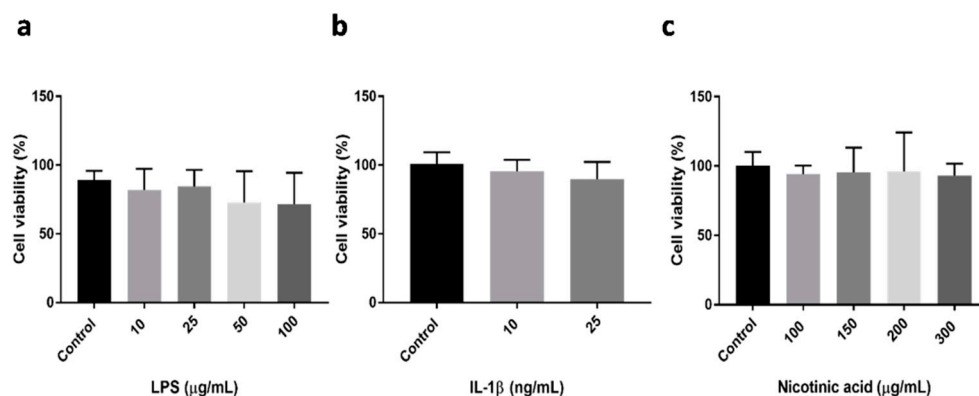 a
Cell viability (%)
150
100
50
0
Control
10
25
50
100
LPS (μg/mL)
b
Cell viability (%)
150
100
50
0
Control
10
25
IL-1β (ng/mL)
c
Cell viability (%)
150
100
50
0
Control
100
150
200
300
Nicotinic acid (μg/mL)